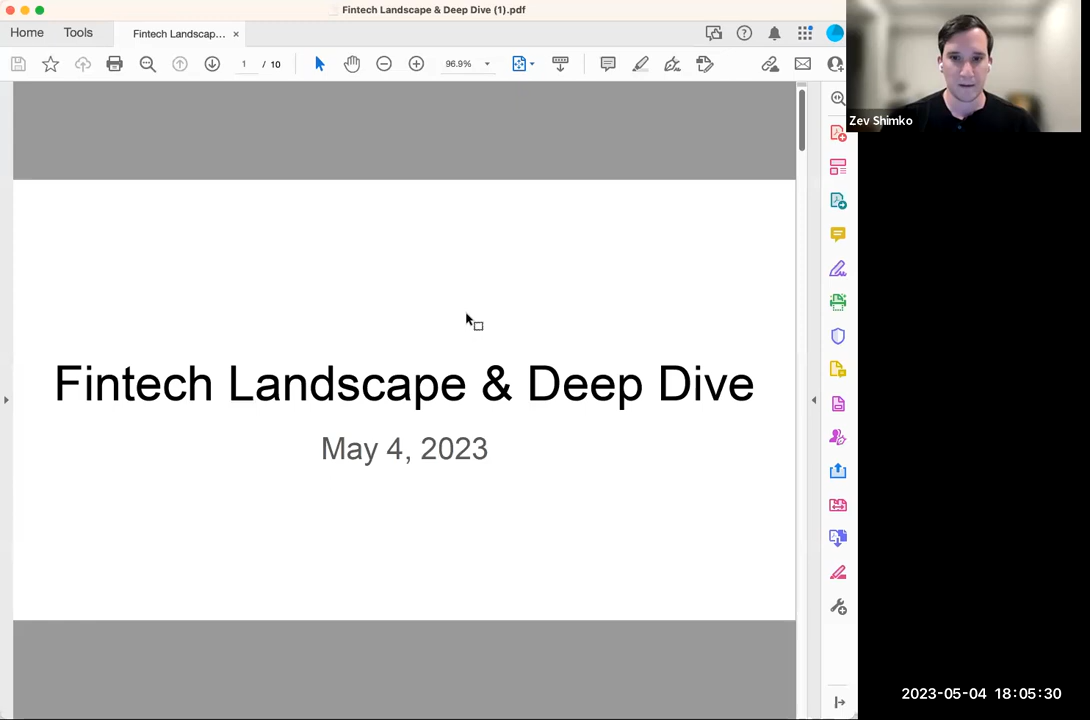 Fintech Landscape & Deep Dive (1).pdf
Home
Tools
Fintech Landscap...
1 / 10
96.9%
Zev Shimko
Fintech Landscape & Deep Dive
May 4, 2023
2023-05-04 18:05:30